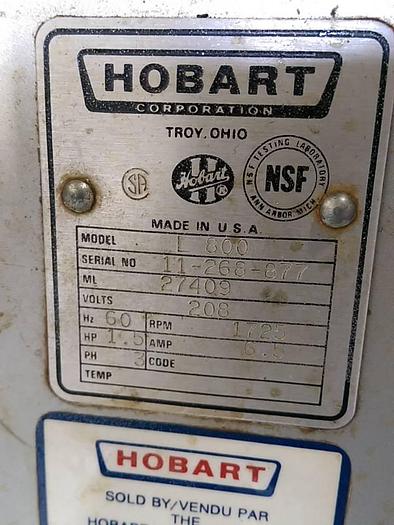 HOBART
CORPORATION
TROY, OHIO
SA
Hobart
H
®
NSF TESTING LABORATORY
NSF
ANN ARBOR, MICH
MADE IN U.S.A.
MODEL L 800
SERIAL NO 11-268-877
ML 27409
VOLTS 208
Hz 60 RPM 1725
HP 1.5 AMP 6.5
PH 3 CODE
TEMP
HOBART
SOLD BY/VENDU PAR
THE
HOBART